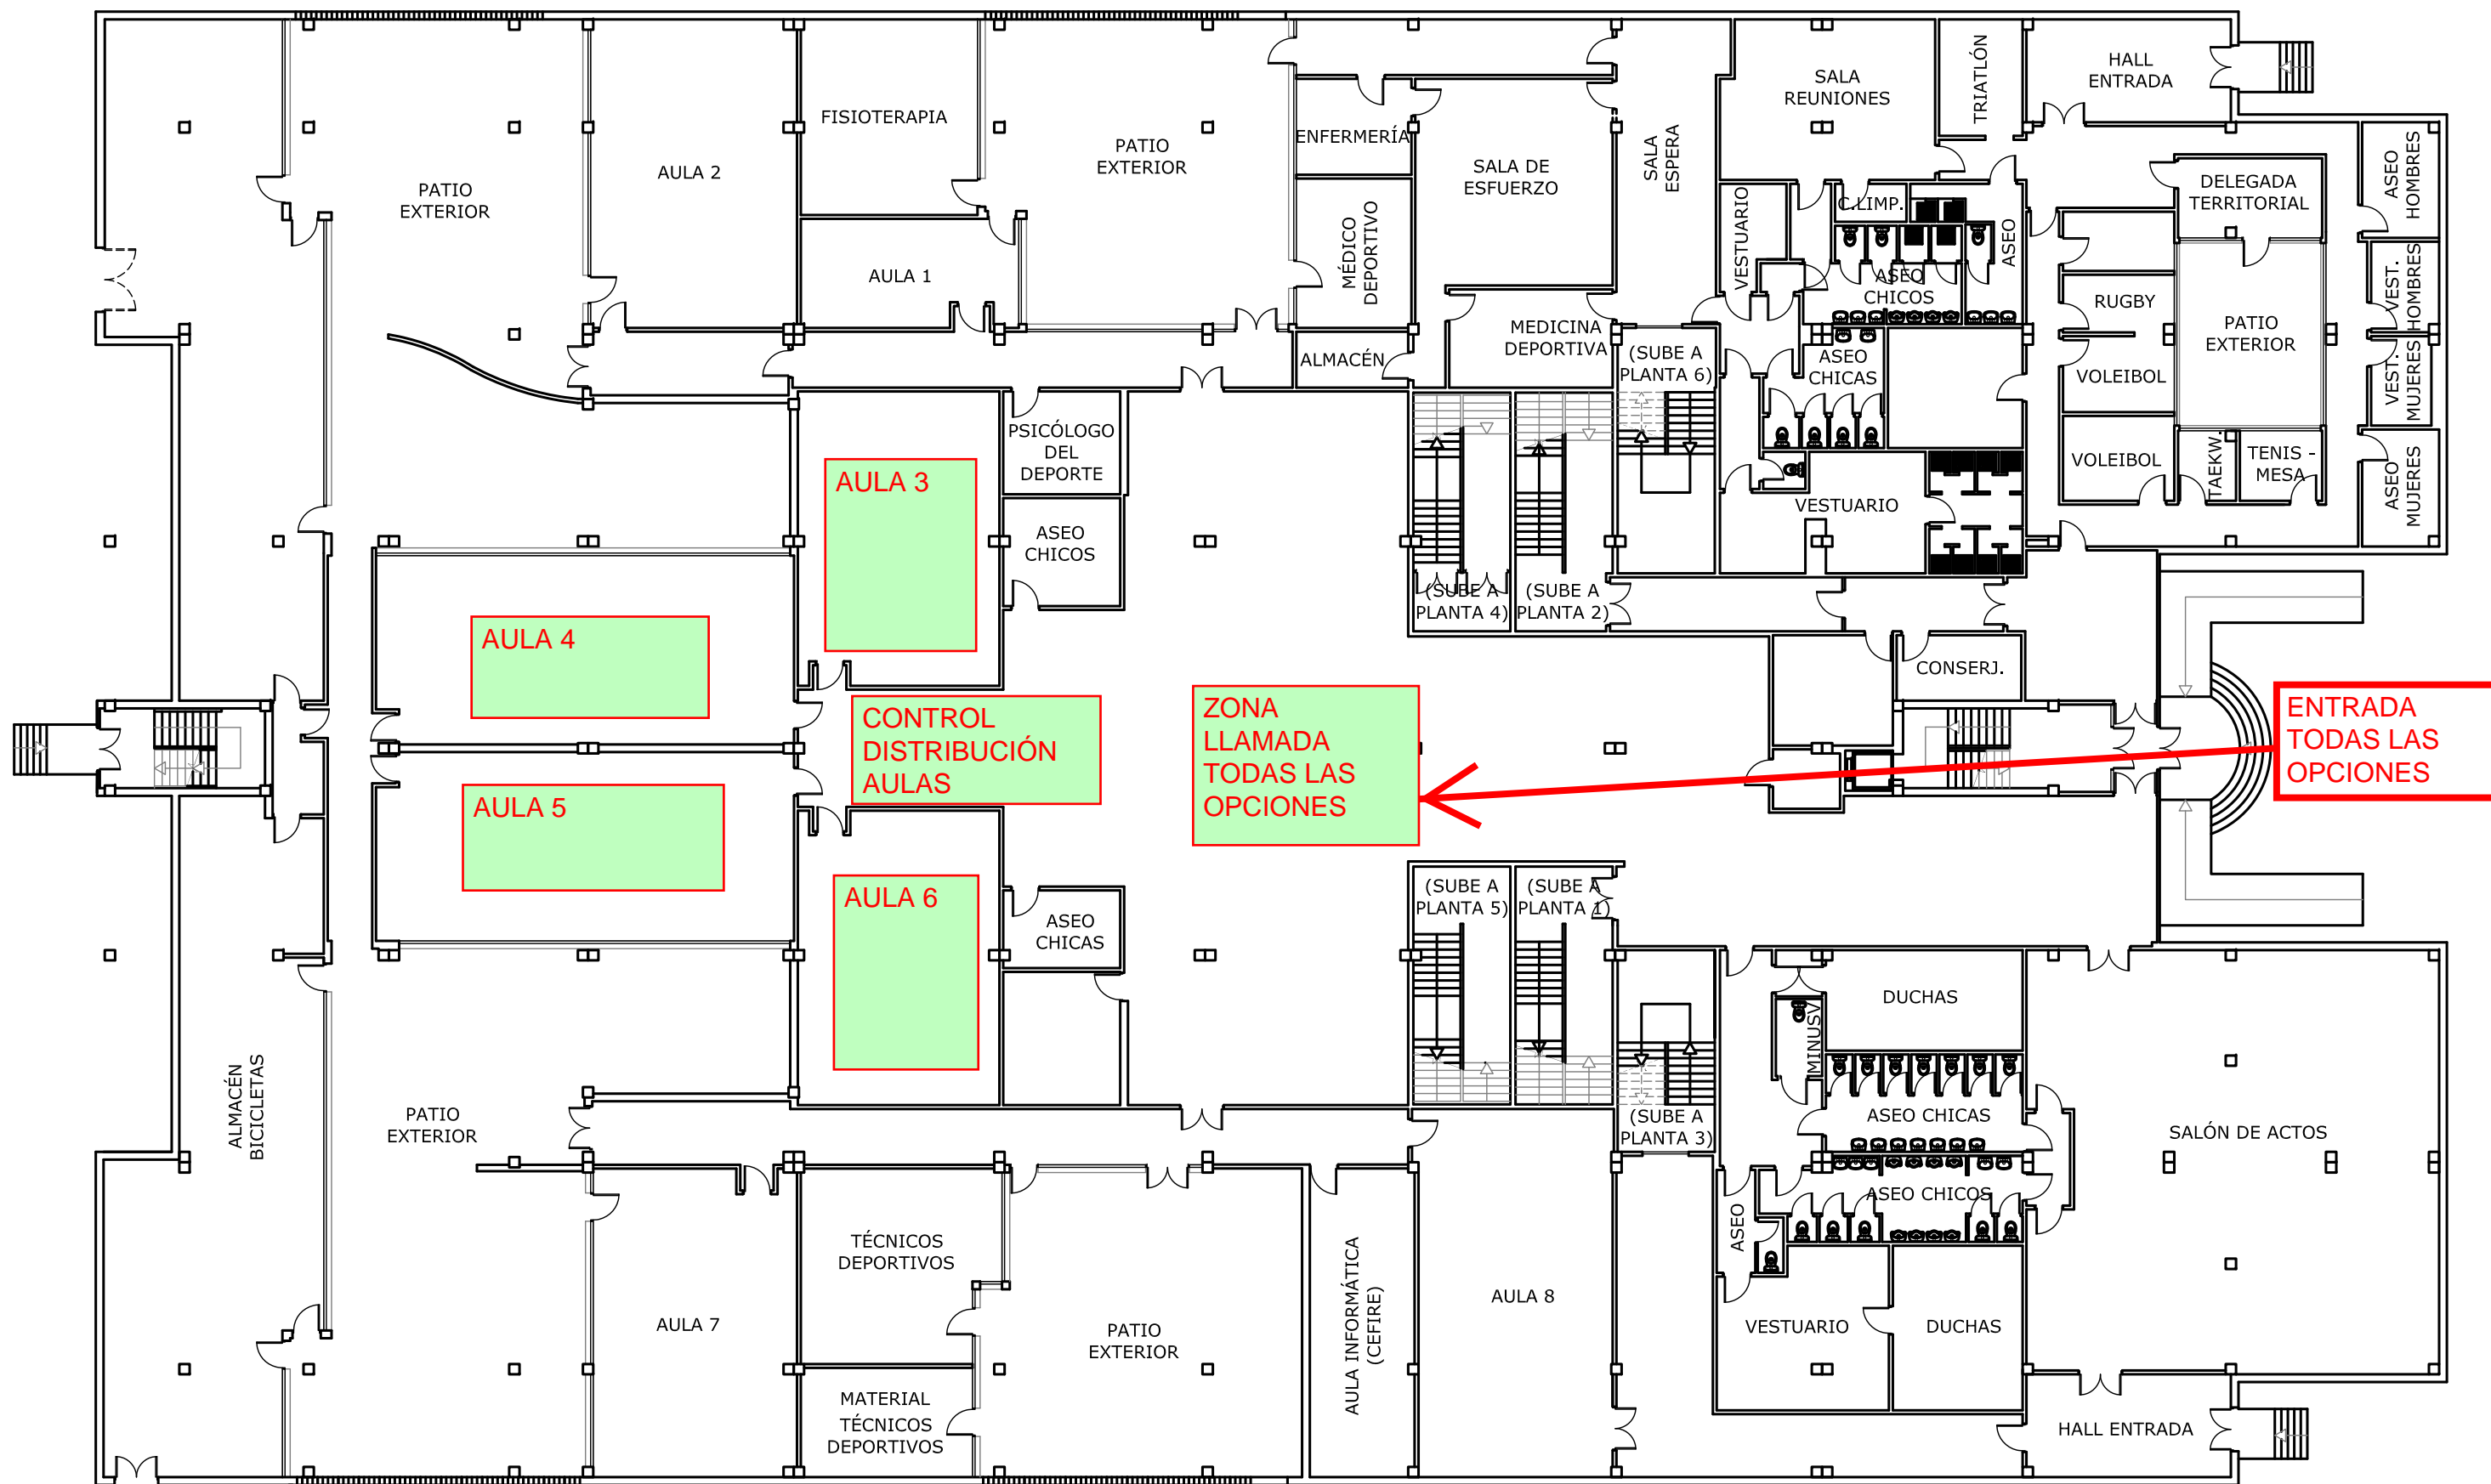 HALL
ENTRADA
TRIATLÓN
SALA
REUNIONES
FISIOTERAPIA
ENFERMERÍA
SALA
ESPERA
PATIO
EXTERIOR
SALA DE
ESFUERZO
AULA 2
PATIO
EXTERIOR
ASEO
HOMBRES
DELEGADA
TERRITORIAL
C.LIMP.
VESTUARIO
ASEO
MÉDICO
DEPORTIVO
AULA 1
ASEO
CHICOS
VEST.
HOMBRES
RUGBY
PATIO
EXTERIOR
MEDICINA
DEPORTIVA
(SUBE A
PLANTA 6)
ALMACÉN
ASEO
CHICAS
VOLEIBOL
VEST.
MUJERES
PSICÓLOGO
DEL
DEPORTE
VOLEIBOL
TAEKW.
TENIS -
MESA
ASEO
MUJERES
AULA 3
VESTUARIO
ASEO
CHICOS
(SUBE A
PLANTA 4)
(SUBE A
PLANTA 2)
AULA 4
CONSERJ.
CONTROL
DISTRIBUCIÓN
AULAS
ZONA
LLAMADA
TODAS LAS
OPCIONES
ENTRADA
TODAS LAS
OPCIONES
AULA 5
AULA 6
(SUBE A
PLANTA 5)
(SUBE A
PLANTA 1)
ASEO
CHICAS
DUCHAS
MINUSV
ALMACÉN
BICICLETAS
PATIO
EXTERIOR
(SUBE A
PLANTA 3)
ASEO CHICAS
SALÓN DE ACTOS
ASEO CHICOS
ASEO
TÉCNICOS
DEPORTIVOS
AULA INFORMÁTICA
(CEFIRE)
AULA 8
AULA 7
PATIO
EXTERIOR
VESTUARIO
DUCHAS
MATERIAL
TÉCNICOS
DEPORTIVOS
HALL ENTRADA